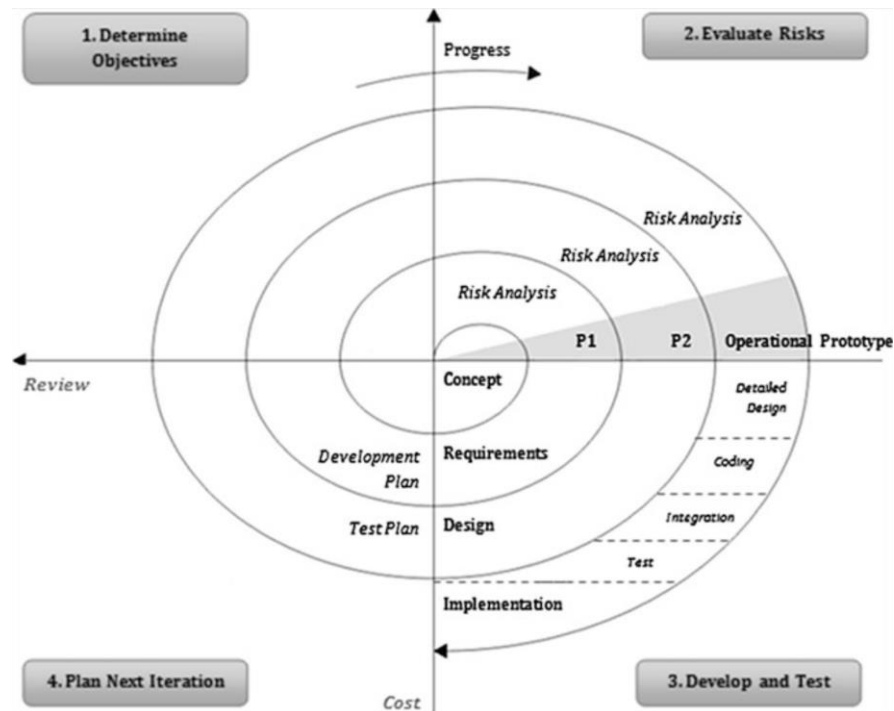 1. Determine
Objectives
Progress
2. Evaluate Risks
Risk Analysis
Risk Analysis
Risk Analysis
P1
P2
Operational Prototype
Review
Concept
Detailed
Design
Development
Plan
Requirements
Coding
Test Plan
Design
Integration
Test
Implementation
4. Plan Next Iteration
3. Develop and Test
Cost